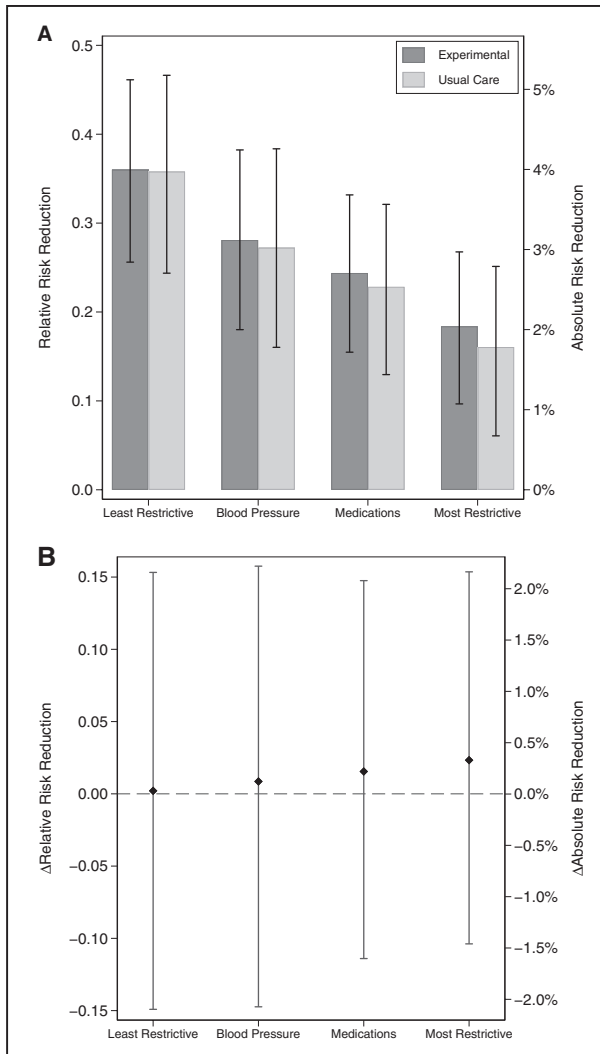 A
0.5
0.4
0.3
0.2
0.1
0.0
Relative Risk Reduction
Experimental
Usual Care
5%
4%
3%
2%
1%
0%
Absolute Risk Reduction
Least Restrictive
Blood Pressure
Medications
Most Restrictive
B
0.15
0.10
0.05
0.00
−0.05
−0.10
−0.15
ΔRelative Risk Reduction
2.0%
1.5%
1.0%
0.5%
0.0%
−0.5%
−1.0%
−1.5%
−2.0%
ΔAbsolute Risk Reduction
Least Restrictive
Blood Pressure
Medications
Most Restrictive